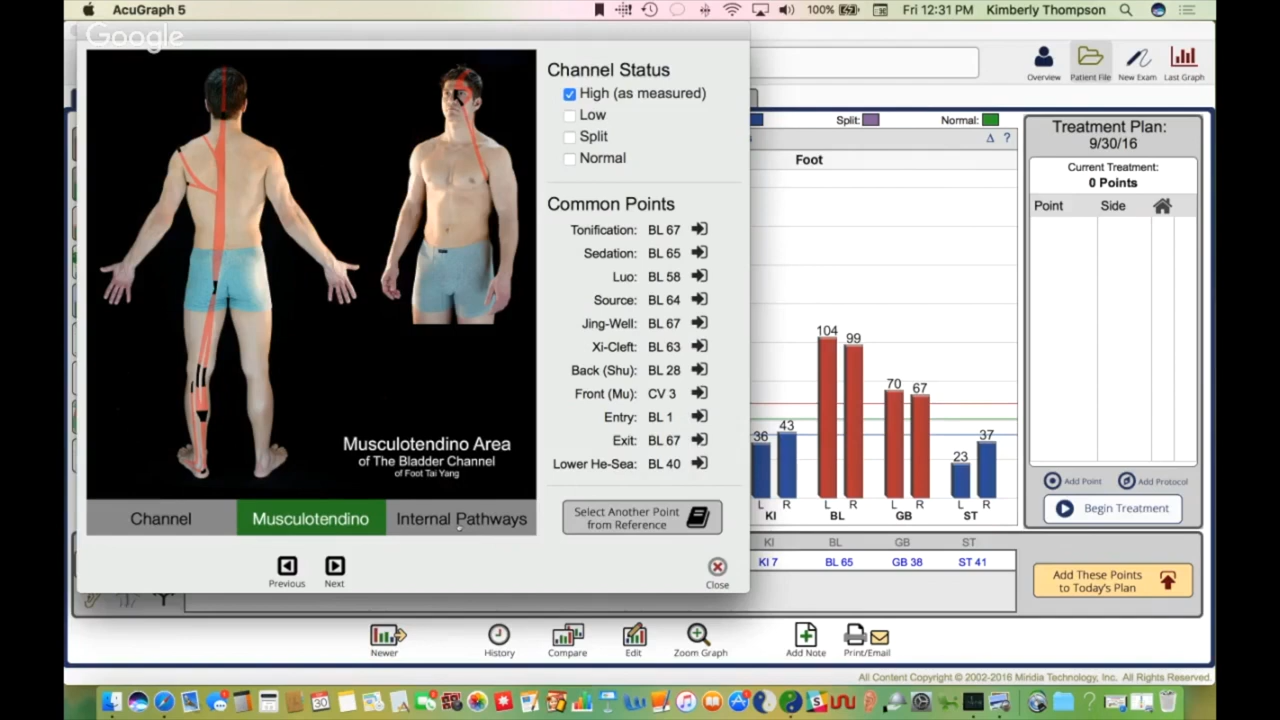 AcuGraph 5
100%
Fri 12:31 PM
Kimberly Thompson
Google
Overview
Patient File
New Exam
Last Graph
Channel Status
High (as measured)
Low
Split
Normal
Common Points
Tonification: BL 67
Sedation: BL 65
Luo: BL 58
Source: BL 64
Jing-Well: BL 67
Xi-Cleft: BL 63
Back (Shu): BL 28
Front (Mu): CV 3
Entry: BL 1
Exit: BL 67
Lower He-Sea: BL 40
Select Another Point
from Reference
Musculotendino Area
of The Bladder Channel
of Foot Tai Yang
Channel
Musculotendino
Internal Pathways
Previous
Next
Close
Split:
Normal:
Δ ?
Foot
104
99
70
67
36
43
37
23
L R L R L R L R
KI BL GB ST
KI BL GB ST
KI 7 BL 65 GB 38 ST 41
Treatment Plan:
9/30/16
Current Treatment:
0 Points
Point Side
Add Point
Add Protocol
Begin Treatment
Add These Points
to Today's Plan
Newer
History
Compare
Edit
Zoom Graph
Add Note
Print/Email
All Content Copyright © 2002-2016 Miridia Technology, Inc. All Rights Reserved.
30